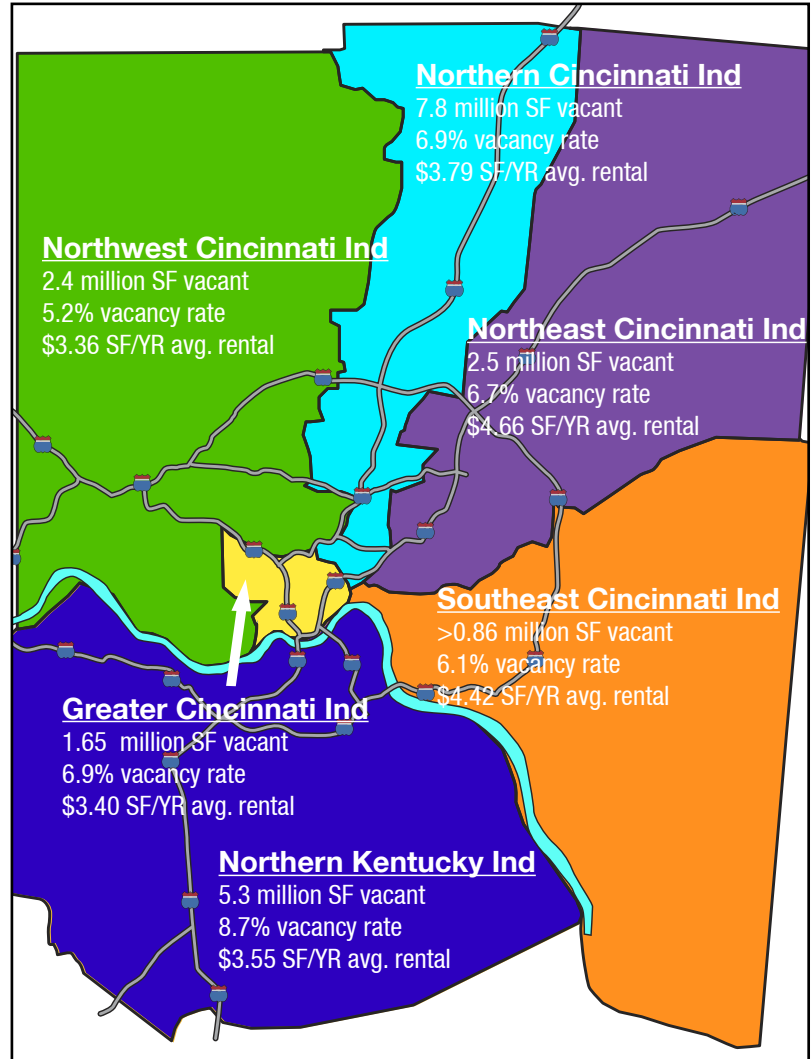 Northern Cincinnati Ind
7.8 million SF vacant
6.9% vacancy rate
$3.79 SF/YR avg. rental
Northwest Cincinnati Ind
2.4 million SF vacant
5.2% vacancy rate
$3.36 SF/YR avg. rental
Northeast Cincinnati Ind
2.5 million SF vacant
6.7% vacancy rate
$4.66 SF/YR avg. rental
Southeast Cincinnati Ind
>0.86 million SF vacant
6.1% vacancy rate
$4.42 SF/YR avg. rental
Greater Cincinnati Ind
1.65 million SF vacant
6.9% vacancy rate
$3.40 SF/YR avg. rental
Northern Kentucky Ind
5.3 million SF vacant
8.7% vacancy rate
$3.55 SF/YR avg. rental